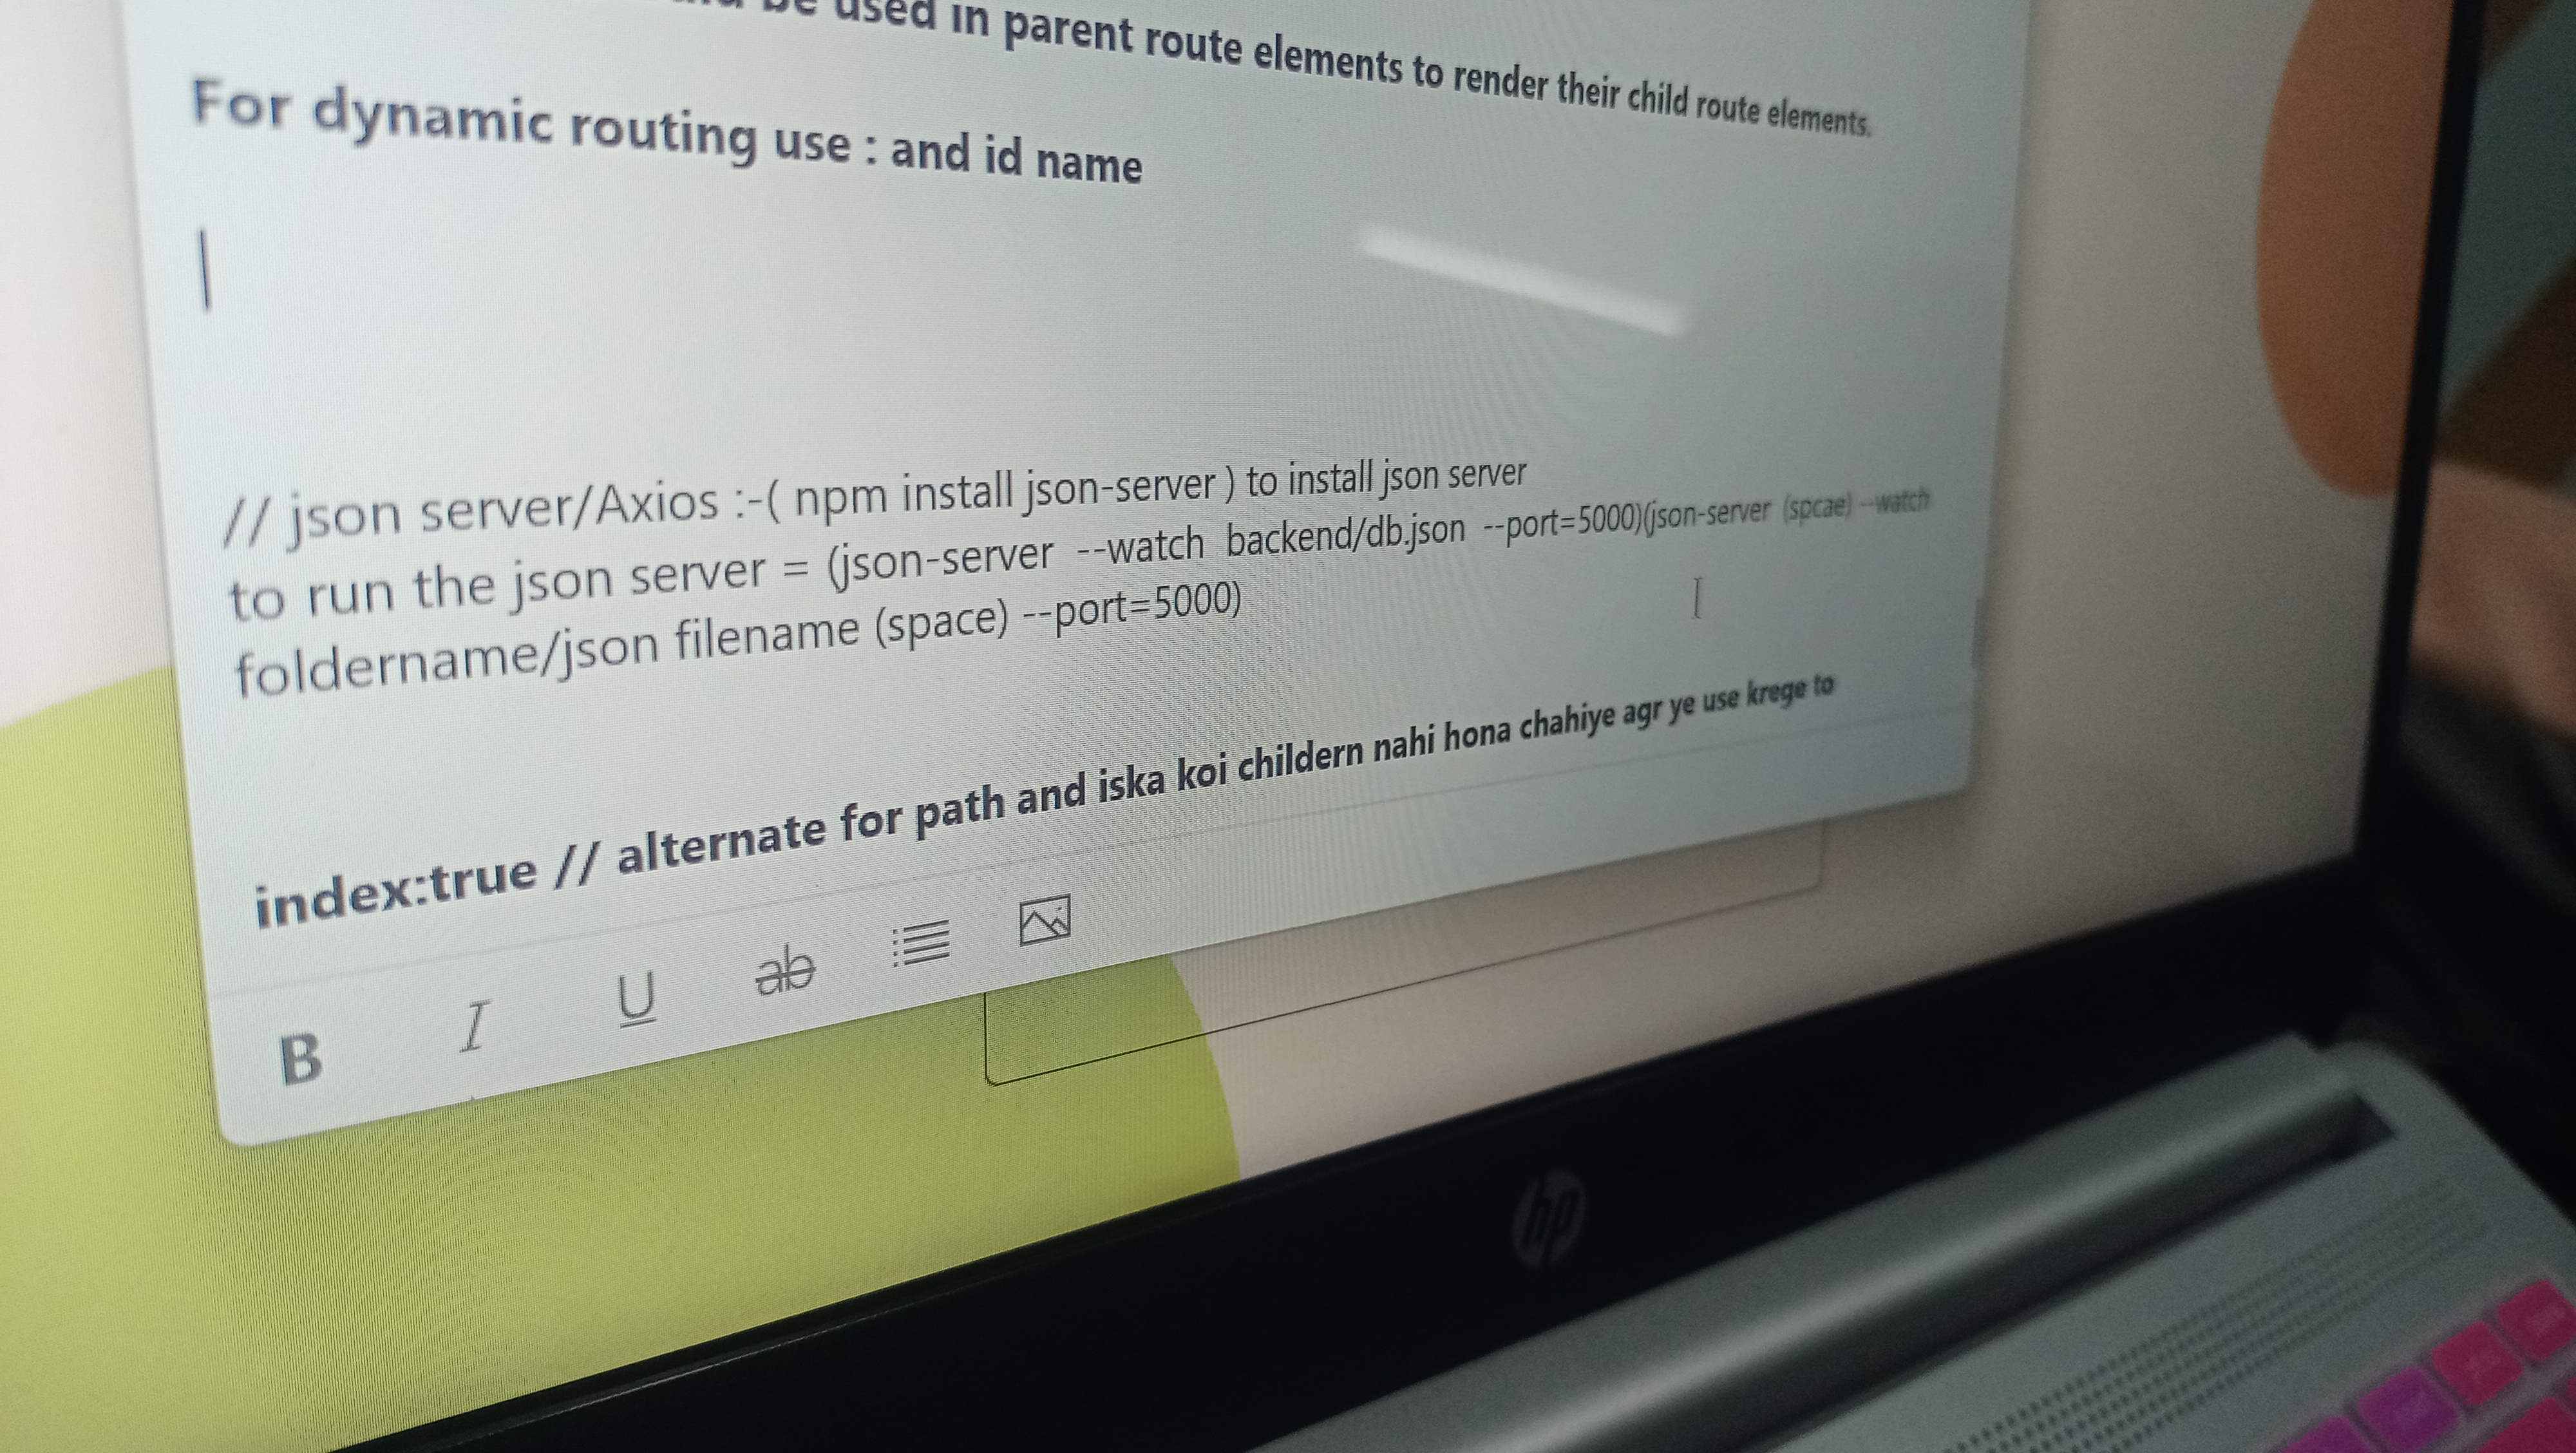 be used in parent route elements to render their child route elements.
For dynamic routing use : and id name
// json server/Axios :-( npm install json-server ) to install json server
to run the json server = (json-server --watch backend/db.json --port=5000)(json-server (spcae) --watch
foldername/json filename (space) --port=5000)
index:true // alternate for path and iska koi childern nahi hona chahiye agr ye use krege to
B I U ab
hp